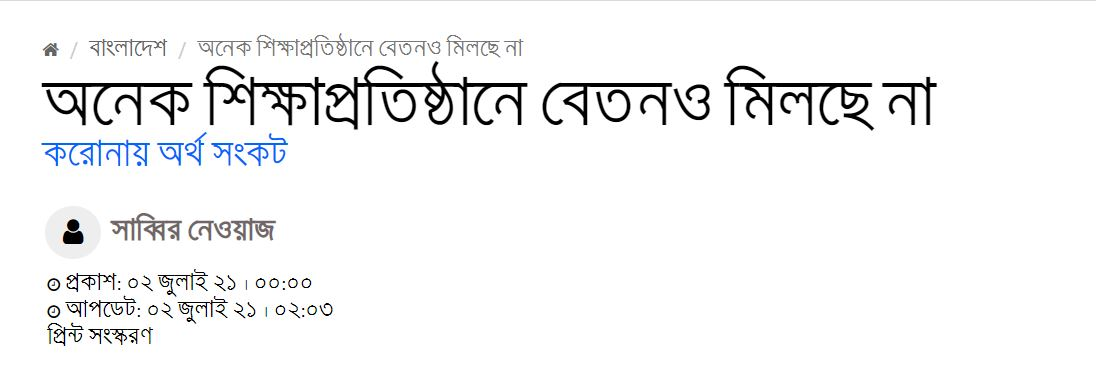 / বাংলাদেশ / অনেক শিক্ষাপ্রতিষ্ঠানে বেতনও মিলছে না
অনেক শিক্ষাপ্রতিষ্ঠানে বেতনও মিলছে না
করোনায় অর্থ সংকট
সাব্বির নেওয়াজ
প্রকাশ: ০২ জুলাই ২১ । ০০:০০
আপডেট: ০২ জুলাই ২১ । ০২:০৩
প্রিন্ট সংস্করণ